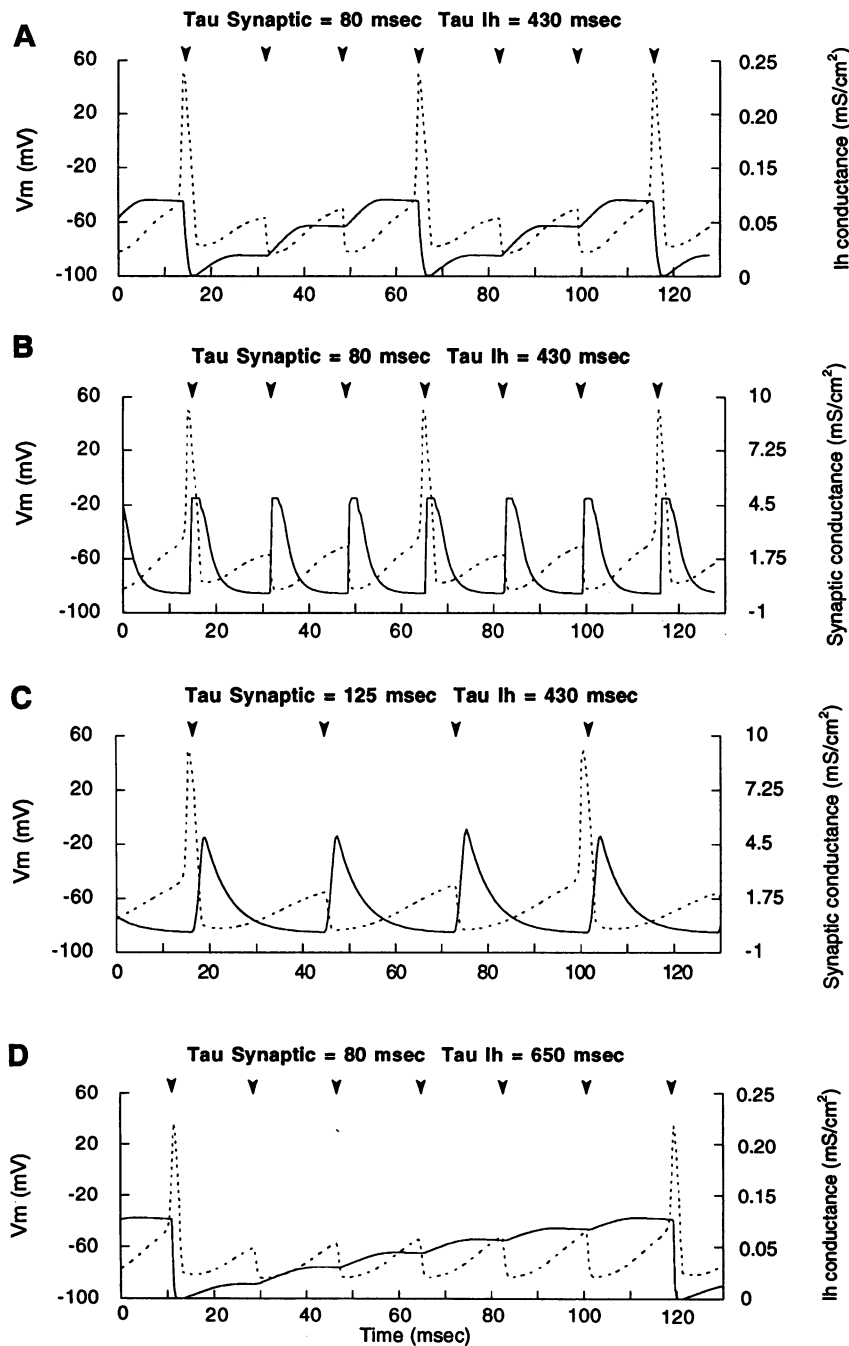 A
Tau Synaptic = 80 msec Tau Ih = 430 msec
60
20
-20
-60
-100
Vm (mV)
0.25
0.20
0.15
0.05
0
Ih conductance (mS/cm²)
0 20 40 60 80 100 120
B
Tau Synaptic = 80 msec Tau Ih = 430 msec
60
20
-20
-60
-100
Vm (mV)
10
7.25
4.5
1.75
-1
Synaptic conductance (mS/cm²)
0 20 40 60 80 100 120
C
Tau Synaptic = 125 msec Tau Ih = 430 msec
60
20
-20
-60
-100
Vm (mV)
10
7.25
4.5
1.75
-1
Synaptic conductance (mS/cm²)
0 20 40 60 80 100 120
D
Tau Synaptic = 80 msec Tau Ih = 650 msec
60
20
-20
-60
-100
Vm (mV)
0.25
0.20
0.15
0.05
0
Ih conductance (mS/cm²)
0 20 40 60 80 100 120
Time (msec)